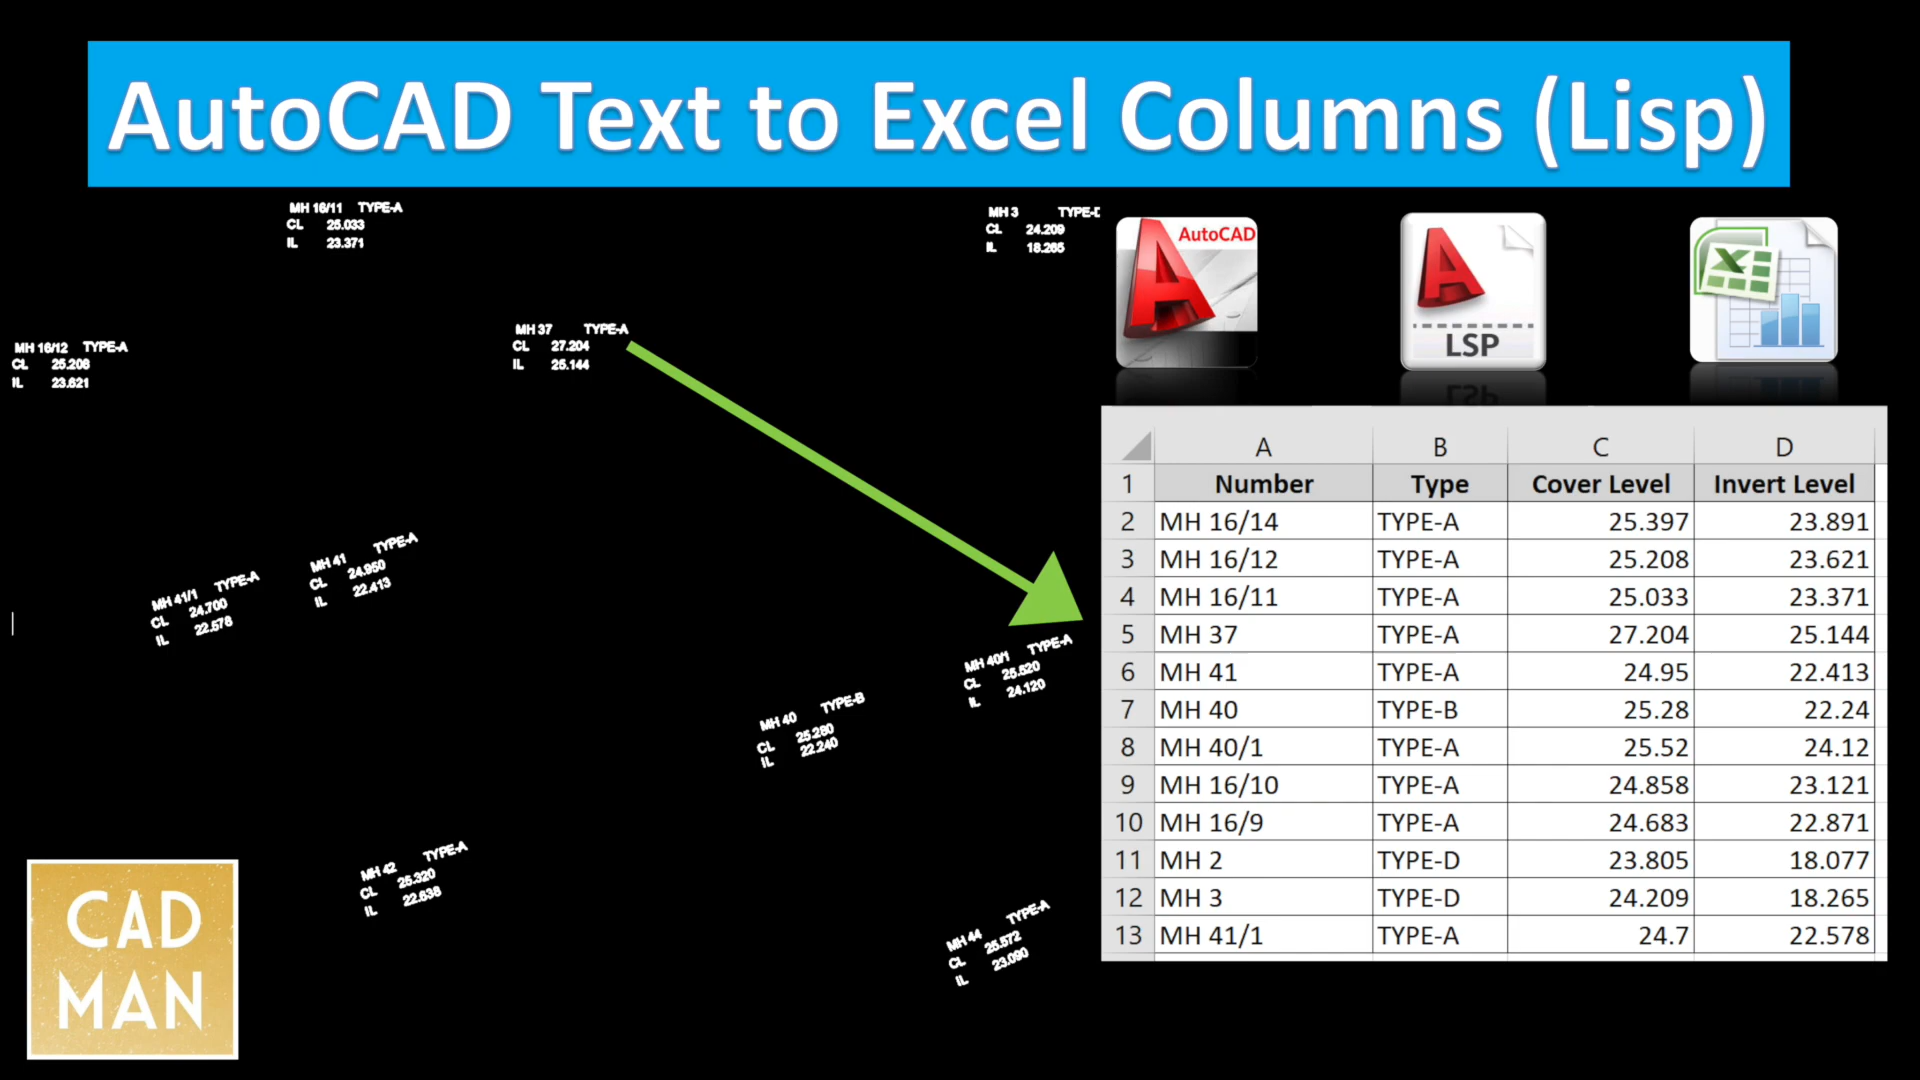 AutoCAD Text to Excel Columns (Lisp)
MH 16/11 TYPE-A
CL 25.033
IL 23.371
MH 3 TYPE-D
CL 24.209
IL 18.265
MH 16/12 TYPE-A
CL 25.208
IL 23.621
MH 37 TYPE-A
CL 27.204
IL 25.144
AutoCAD
LSP
MH 41/1 TYPE-A
CL 24.700
IL 22.578
MH 41 TYPE-A
CL 24.950
IL 22.413
MH 40 TYPE-B
CL 25.280
IL 22.240
MH 40/1 TYPE-A
CL 25.520
IL 24.120
MH 42 TYPE-A
CL 25.320
IL 22.638
MH 44 TYPE-A
CL 25.572
IL 23.090
A B C D
1 Number Type Cover Level Invert Level
2 MH 16/14 TYPE-A 25.397 23.891
3 MH 16/12 TYPE-A 25.208 23.621
4 MH 16/11 TYPE-A 25.033 23.371
5 MH 37 TYPE-A 27.204 25.144
6 MH 41 TYPE-A 24.95 22.413
7 MH 40 TYPE-B 25.28 22.24
8 MH 40/1 TYPE-A 25.52 24.12
9 MH 16/10 TYPE-A 24.858 23.121
10 MH 16/9 TYPE-A 24.683 22.871
11 MH 2 TYPE-D 23.805 18.077
12 MH 3 TYPE-D 24.209 18.265
13 MH 41/1 TYPE-A 24.7 22.578
CAD
MAN